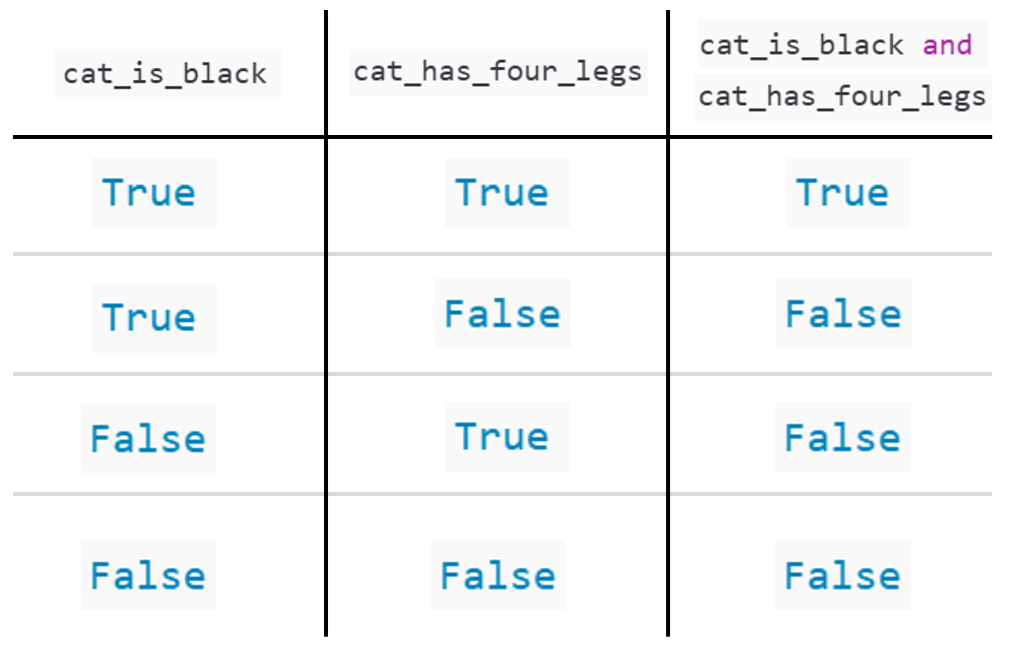 cat_is_black
cat_has_four_legs
cat_is_black and
cat_has_four_legs
True
True
True
True
False
False
False
True
False
False
False
False